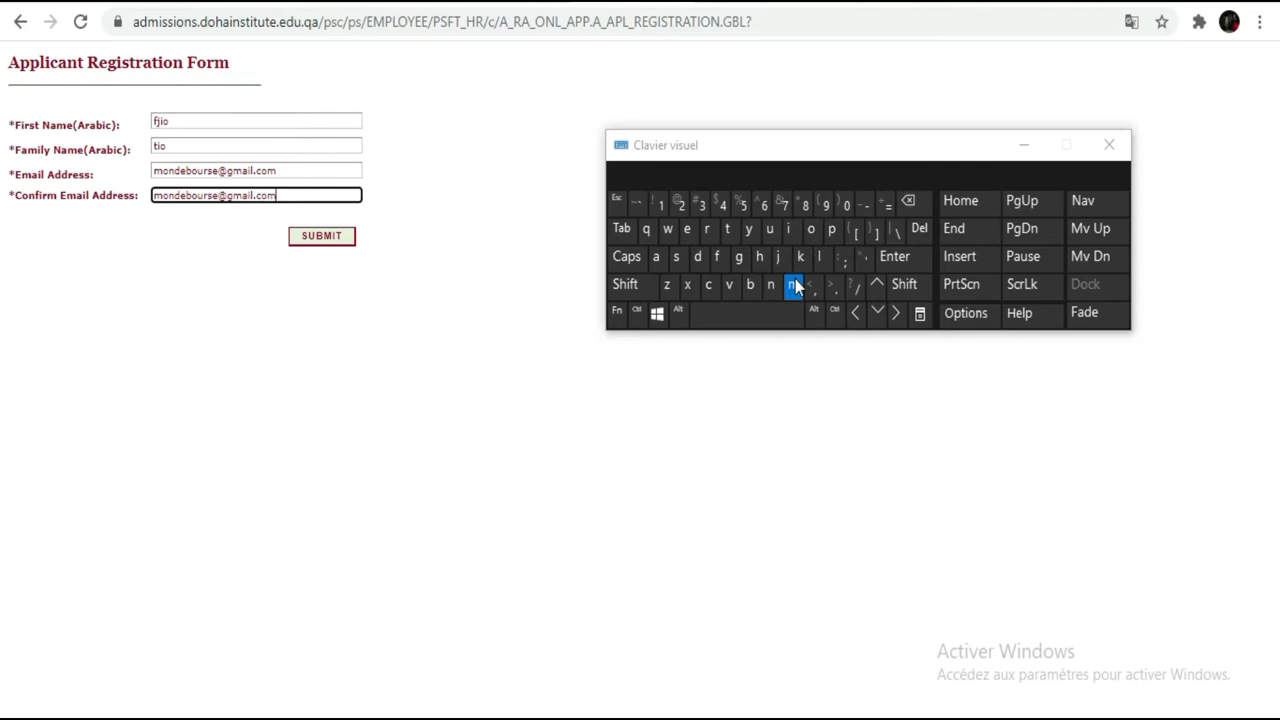 admissions.dohainstitute.edu.qa/psc/ps/EMPLOYEE/PSFT_HR/c/A_RA_ONL_APP.A_APL_REGISTRATION.GBL?
Applicant Registration Form
*First Name(Arabic): fjio
*Family Name(Arabic): tio
*Email Address: mondebourse@gmail.com
*Confirm Email Address: mondebourse@gmail.com
SUBMIT
Clavier visuel
Esc ~ ` ! 1 @ 2 # 3 $ 4 % 5 ^ 6 & 7 * 8 ( 9 ) 0 _ - + = Home PgUp Nav
Tab q w e r t y u i o p { [ } ] | \ Del End PgDn Mv Up
Caps a s d f g h j k l : ; " ' Enter Insert Pause Mv Dn
Shift z x c v b n m < , > . ? / Shift PrtScn ScrLk Dock
Fn Ctrl Alt Alt Ctrl Options Help Fade
Activer Windows
Accédez aux paramètres pour activer Windows.